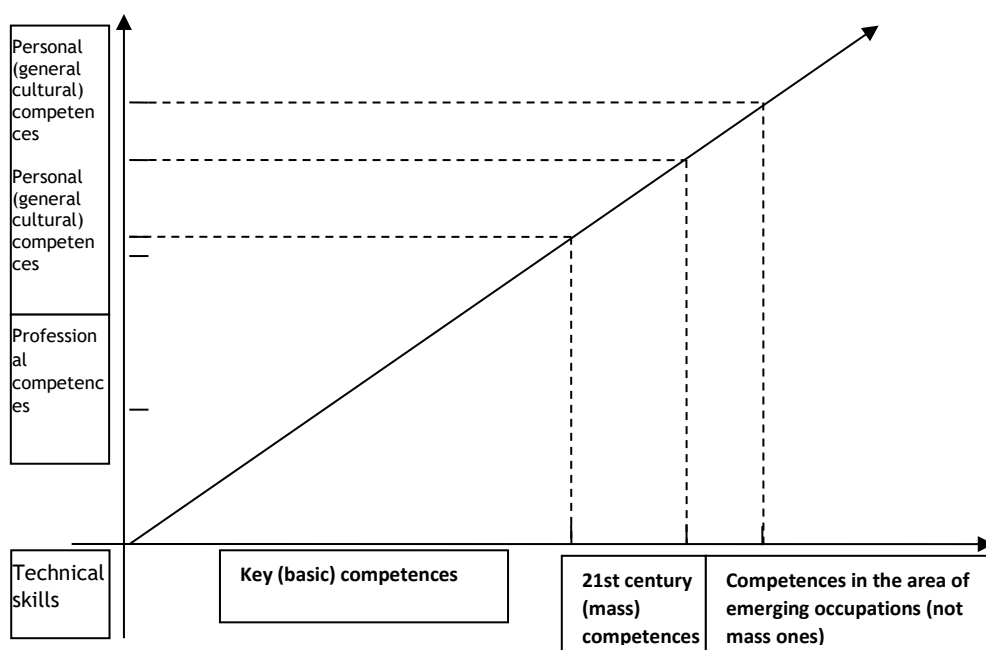 Personal
(general
cultural)
competen
ces
Personal
(general
cultural)
competen
ces
Profession
al
competenc
es
Technical
skills
Key (basic) competences
21st century
(mass)
competences
Competences in the area of
emerging occupations (not
mass ones)